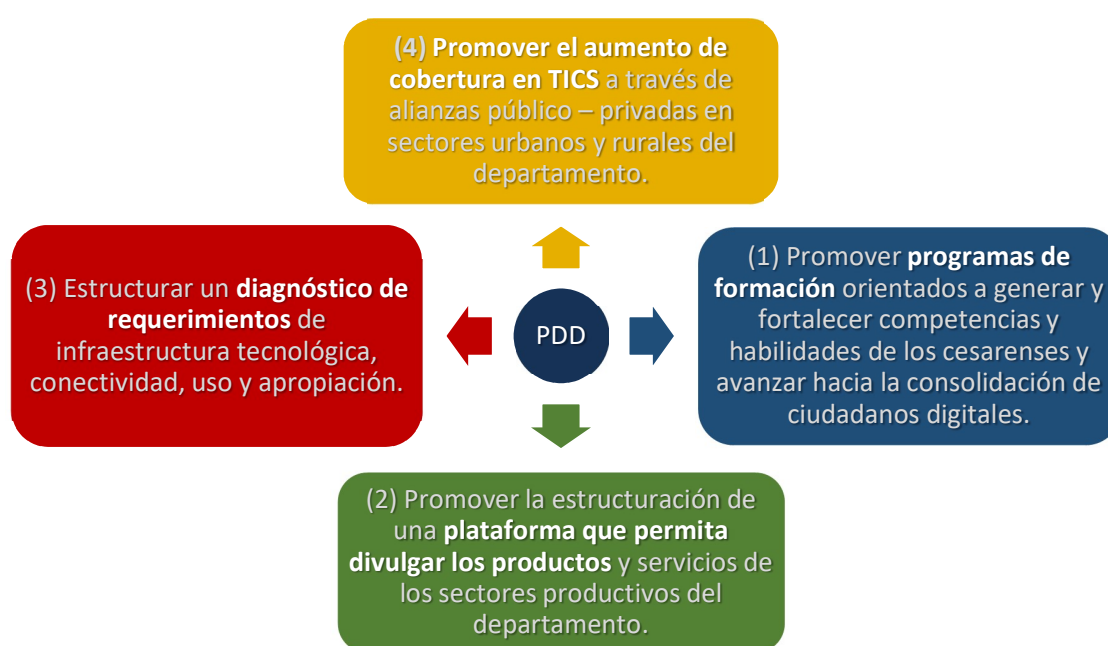 (4) Promover el aumento de
cobertura en TICS a través de
alianzas público – privadas en
sectores urbanos y rurales del
departamento.
(3) Estructurar un diagnóstico de
requerimientos de
infraestructura tecnológica,
conectividad, uso y apropiación.
PDD
(1) Promover programas de
formación orientados a generar y
fortalecer competencias y
habilidades de los cesarenses y
avanzar hacia la consolidación de
ciudadanos digitales.
(2) Promover la estructuración de
una plataforma que permita
divulgar los productos y servicios de
los sectores productivos del
departamento.